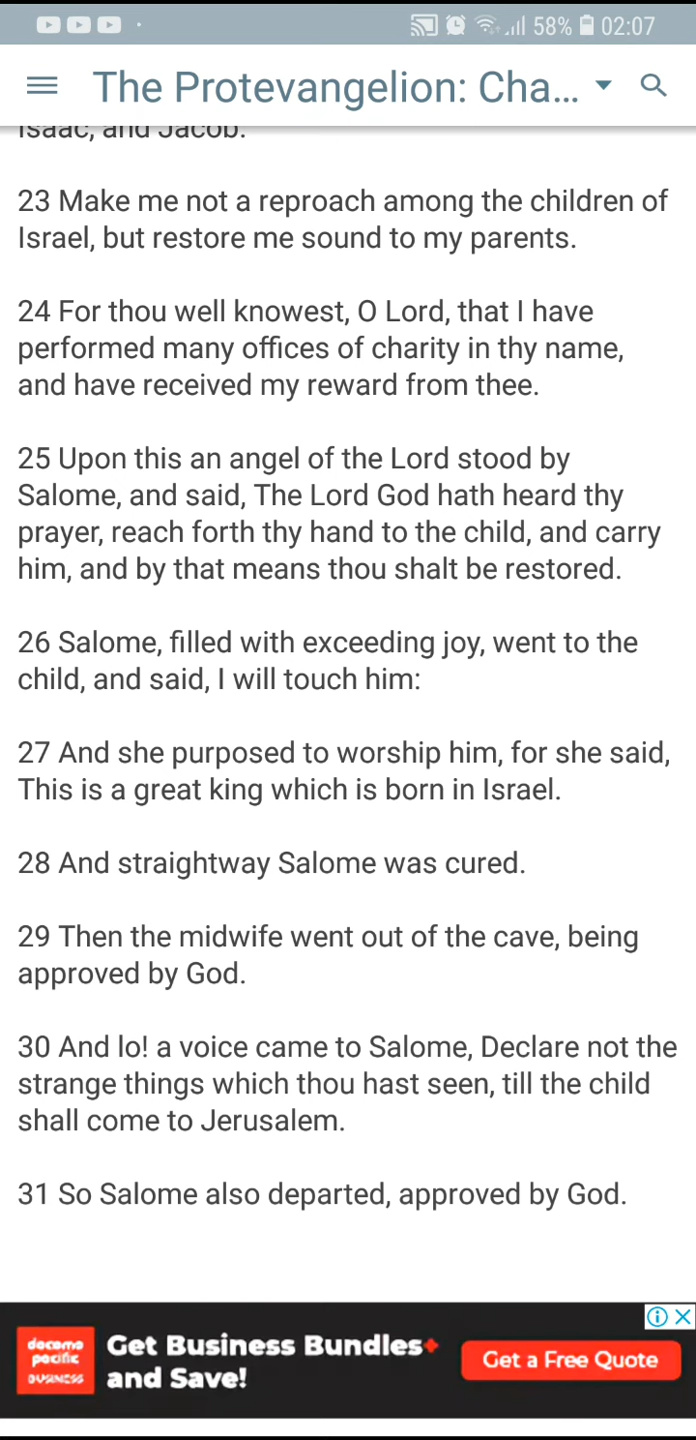 58% 02:07
The Protevangelion: Cha...
Isaac, and Jacob.
23 Make me not a reproach among the children of
Israel, but restore me sound to my parents.
24 For thou well knowest, O Lord, that I have
performed many offices of charity in thy name,
and have received my reward from thee.
25 Upon this an angel of the Lord stood by
Salome, and said, The Lord God hath heard thy
prayer, reach forth thy hand to the child, and carry
him, and by that means thou shalt be restored.
26 Salome, filled with exceeding joy, went to the
child, and said, I will touch him:
27 And she purposed to worship him, for she said,
This is a great king which is born in Israel.
28 And straightway Salome was cured.
29 Then the midwife went out of the cave, being
approved by God.
30 And lo! a voice came to Salome, Declare not the
strange things which thou hast seen, till the child
shall come to Jerusalem.
31 So Salome also departed, approved by God.
docomo
pacific
BUSINESS
Get Business Bundles+
and Save!
Get a Free Quote